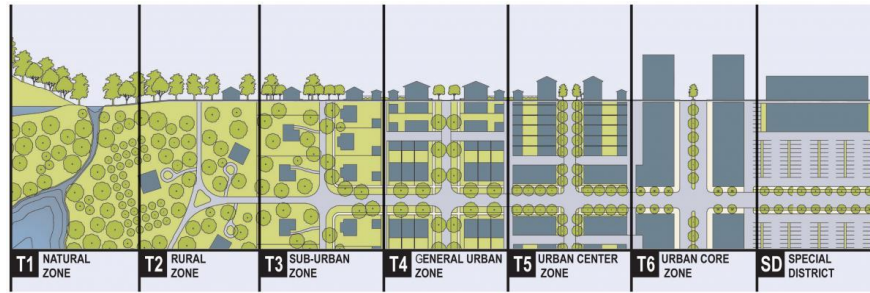 T1 NATURAL
ZONE
T2 RURAL
ZONE
T3 SUB-URBAN
ZONE
T4 GENERAL URBAN
ZONE
T5 URBAN CENTER
ZONE
T6 URBAN CORE
ZONE
SD SPECIAL
DISTRICT